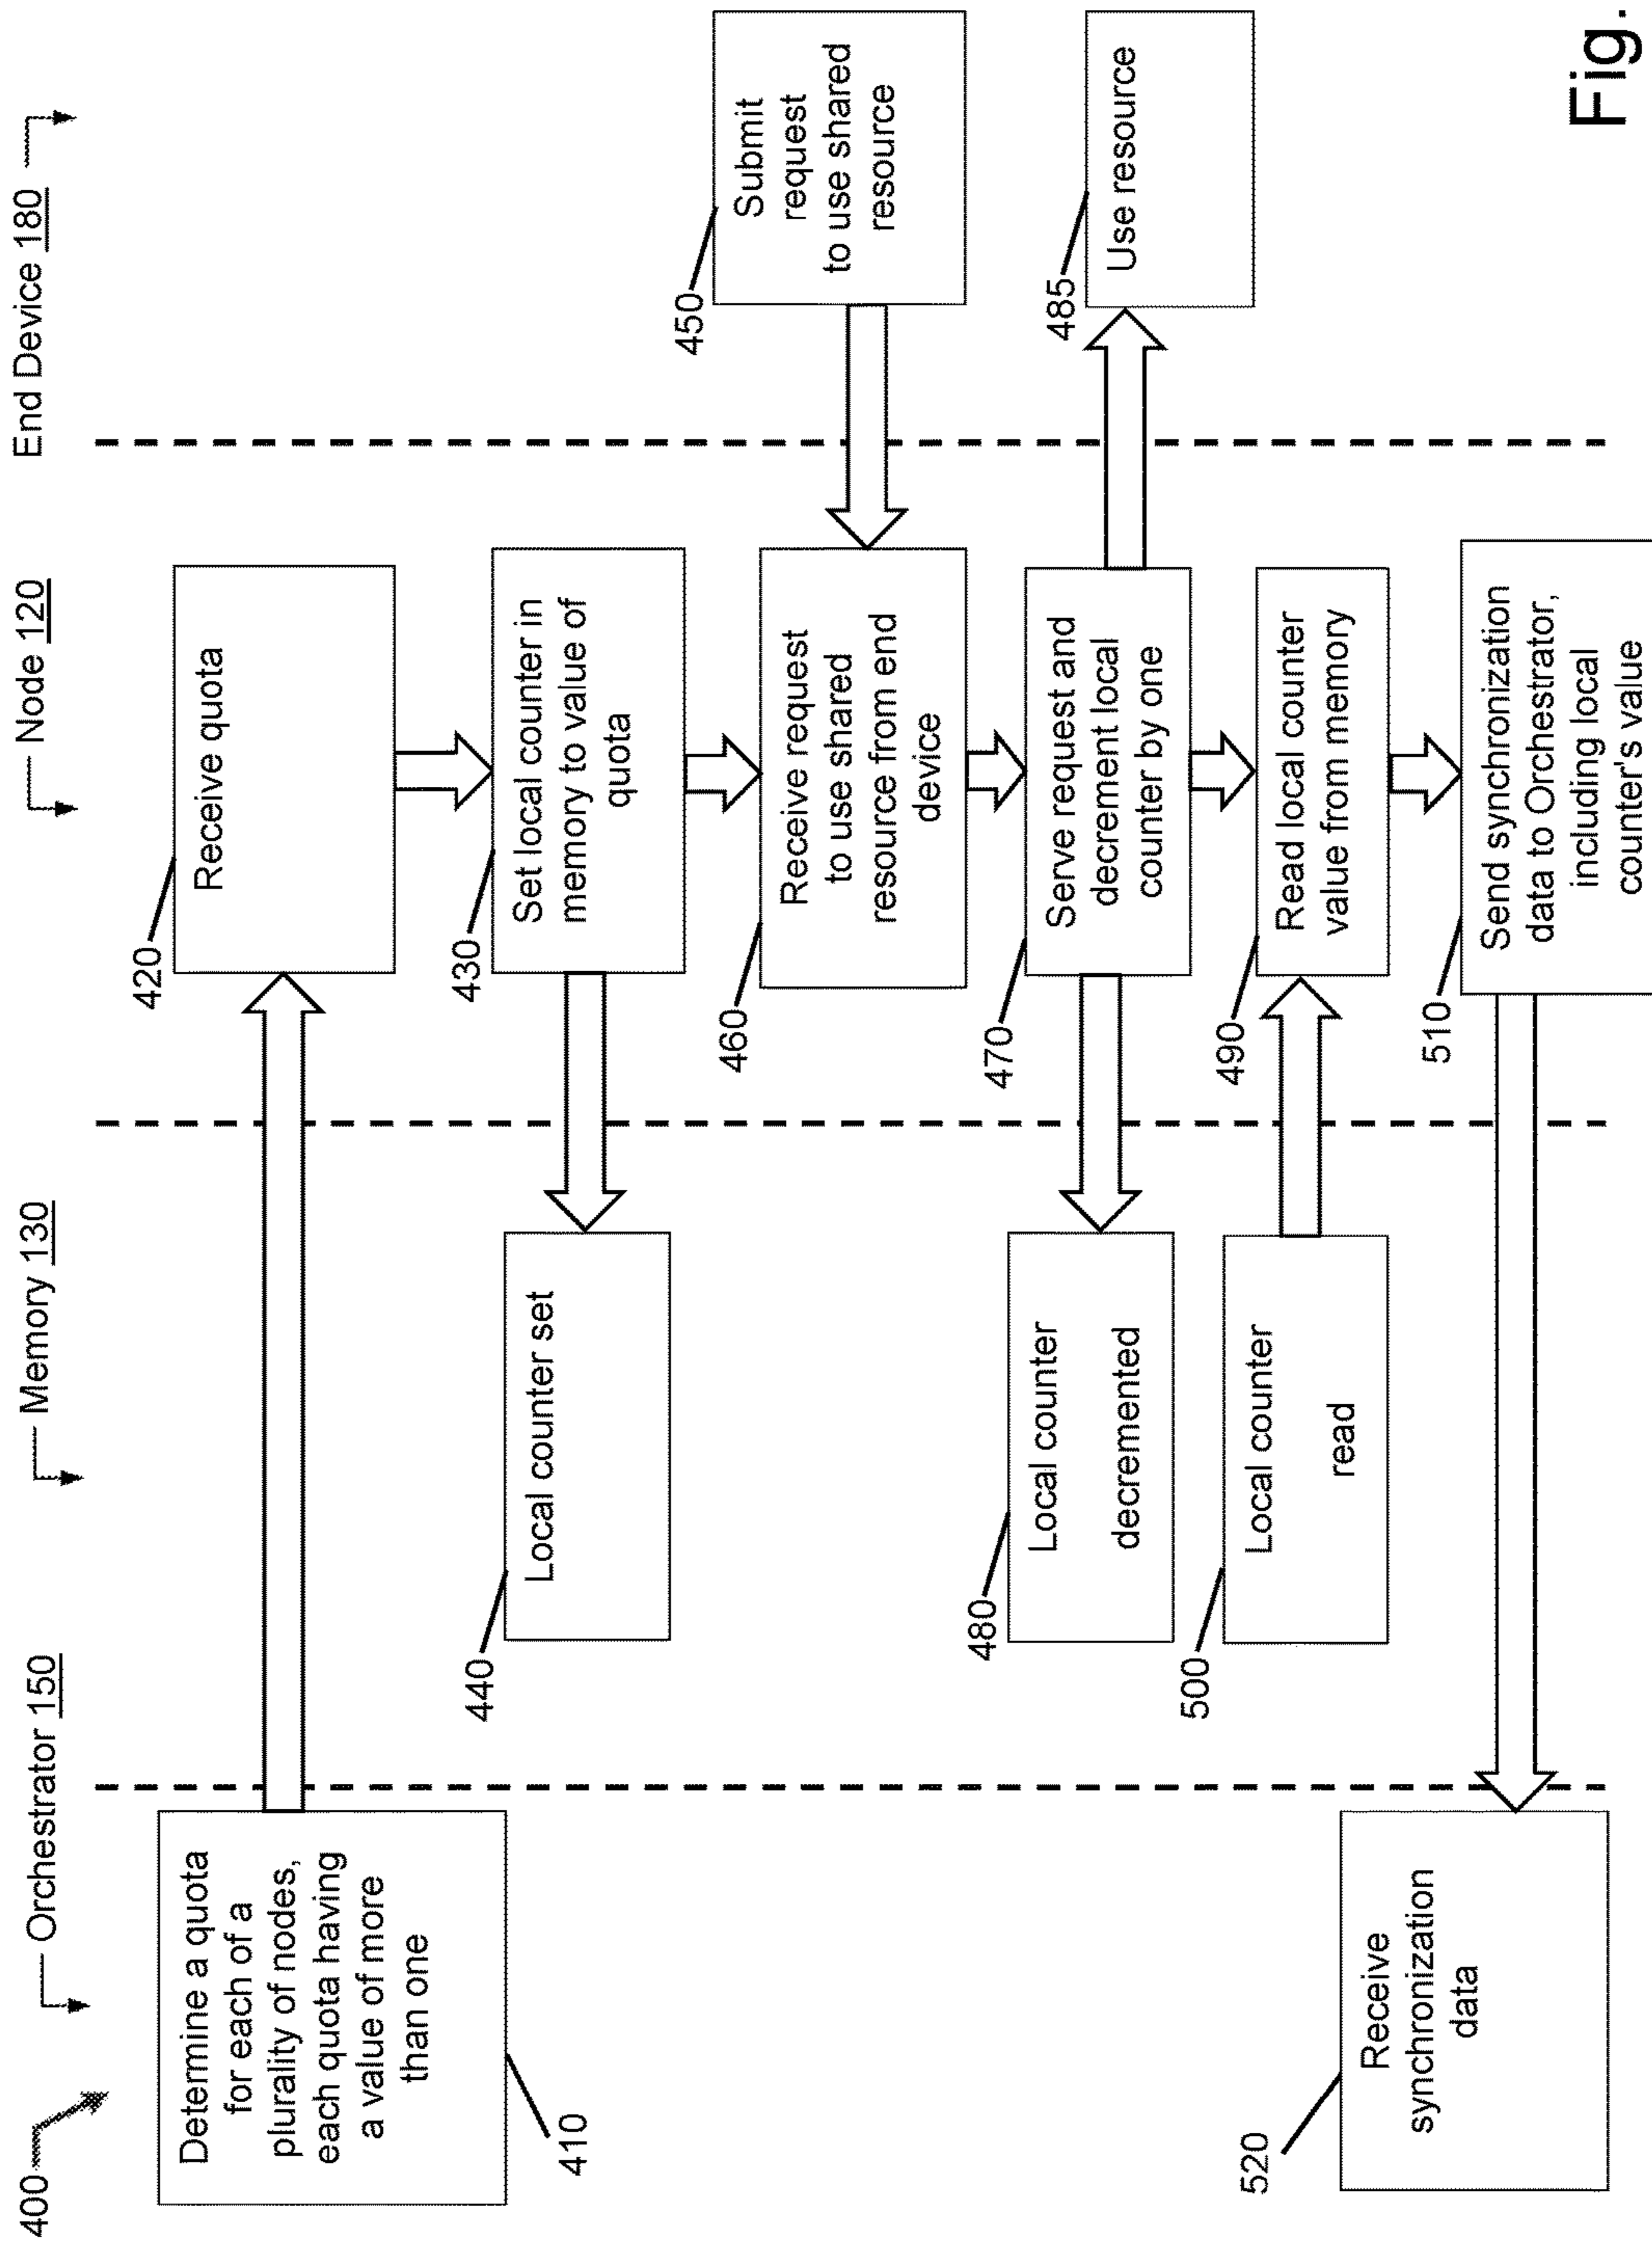 400
Orchestrator 150
Memory 130
Node 120
End Device 180
Determine a quota
for each of a
plurality of nodes,
each quota having
a value of more
than one
410
420
Receive quota
430
Set local counter in
memory to value of
quota
440
Local counter set
450
Submit
request
to use shared
resource
460
Receive request
to use shared
resource from end
device
470
Serve request and
decrement local
counter by one
480
Local counter
decremented
485
Use resource
490
Read local counter
value from memory
500
Local counter
read
510
Send synchronization
data to Orchestrator,
including local
counter's value
520
Receive
synchronization
data
Fig.